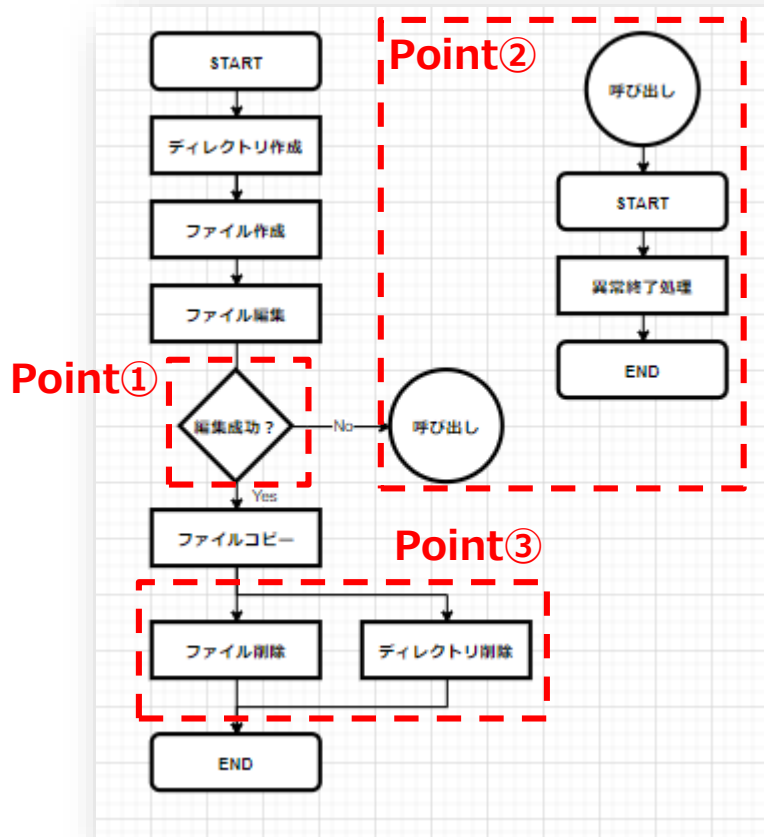 START
ディレクトリ作成
ファイル作成
ファイル編集
Point①
編集成功？
No
Yes
ファイルコピー
Point②
呼び出し
START
異常終了処理
END
呼び出し
Point③
ファイル削除
ディレクトリ削除
END